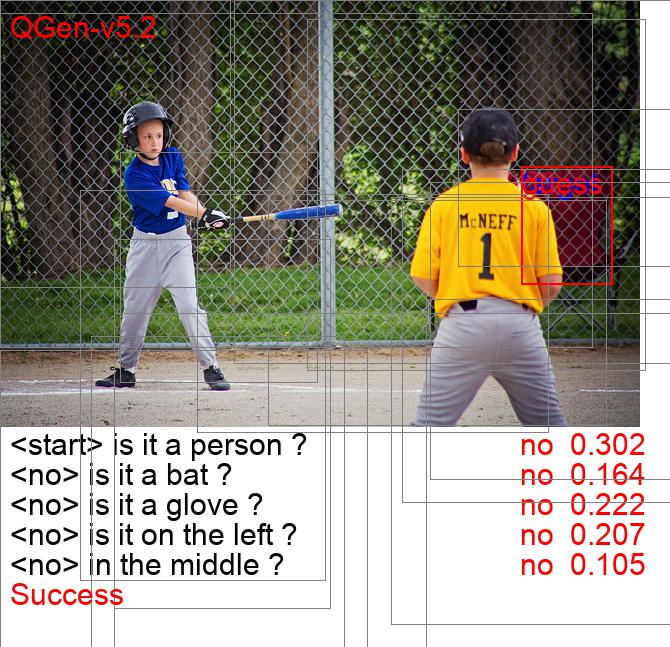 QGen-v5.2
guess
McNEFF
1
<start> is it a person ? no 0.302
<no> is it a bat ? no 0.164
<no> is it a glove ? no 0.222
<no> is it on the left ? no 0.207
<no> in the middle ? no 0.105
Success